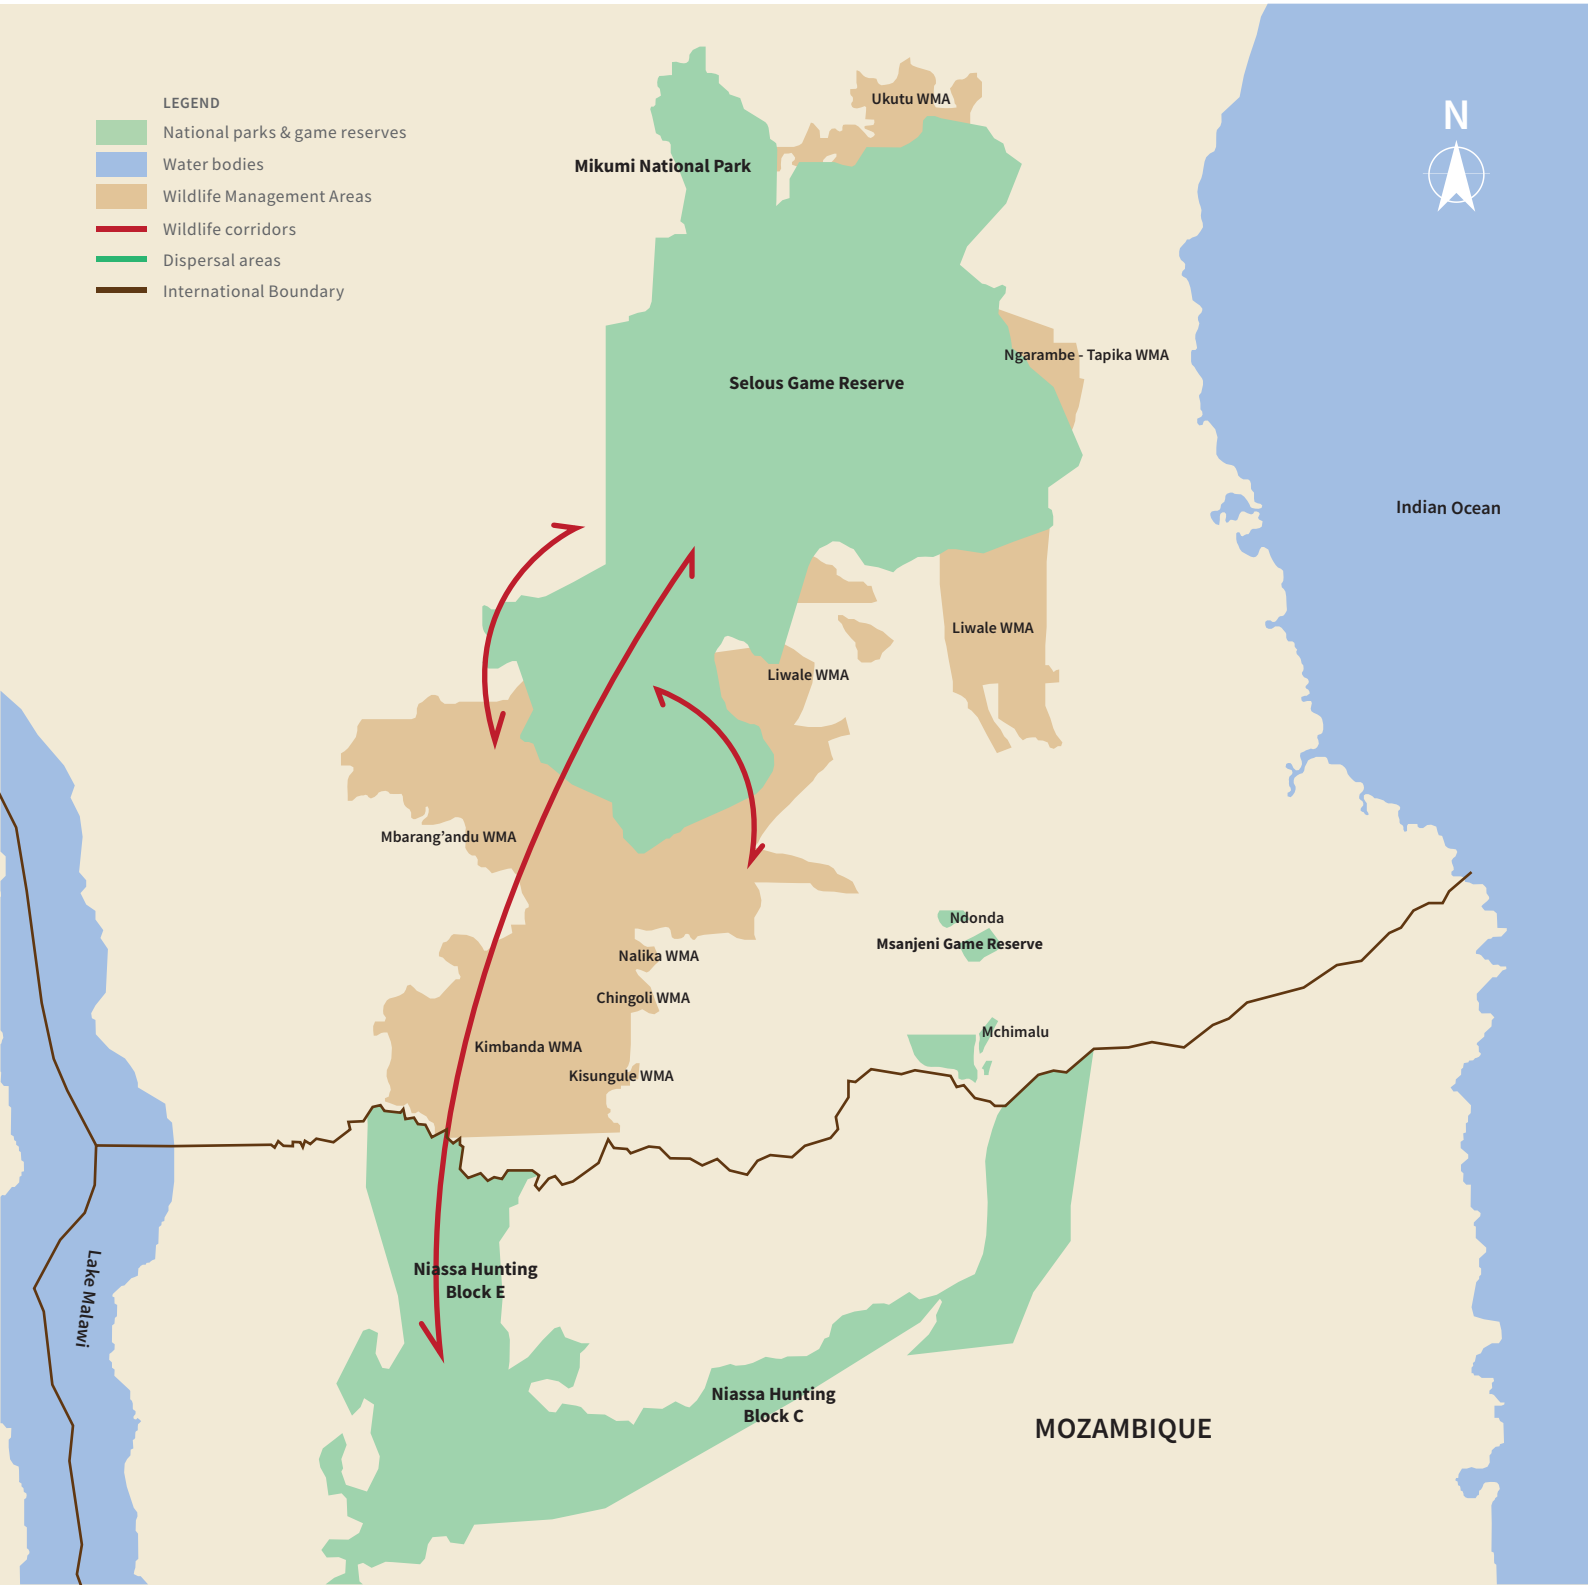 LEGEND
National parks & game reserves
Water bodies
Wildlife Management Areas
Wildlife corridors
Dispersal areas
International Boundary
Ukutu WMA
N
Mikumi National Park
Ngarambe - Tapika WMA
Selous Game Reserve
Indian Ocean
Liwale WMA
Liwale WMA
Mbarang’andu WMA
Ndonda
Msanjeni Game Reserve
Nalika WMA
Chingoli WMA
Mchimalu
Kimbanda WMA
Kisungule WMA
Lake Malawi
Niassa Hunting
Block E
Niassa Hunting
Block C
MOZAMBIQUE